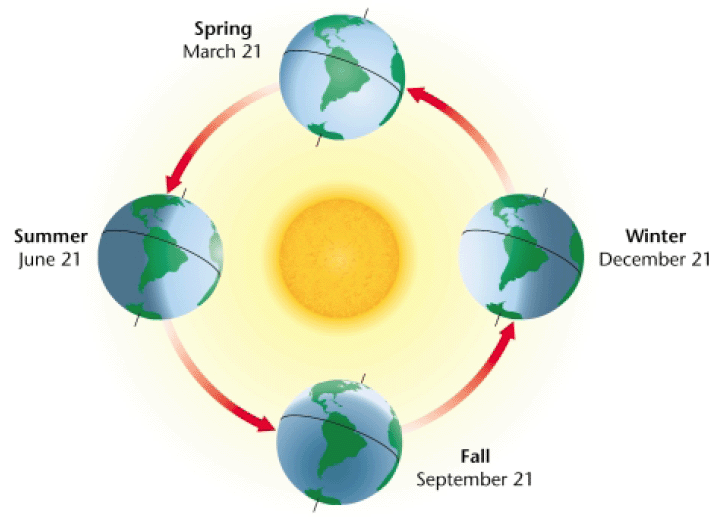 Spring
March 21
Summer
June 21
Winter
December 21
Fall
September 21